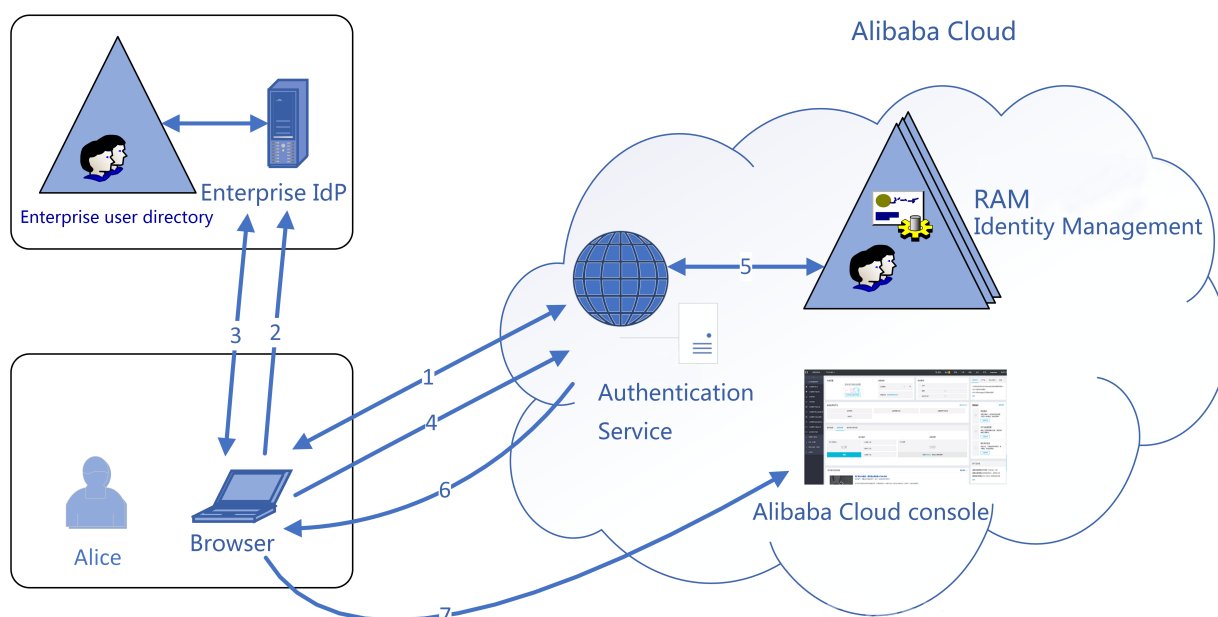 Alibaba Cloud
Enterprise IdP
Enterprise user directory
RAM
Identity Management
5
3
2
1
Authentication
Service
4
6
Alibaba Cloud console
Browser
Alice
7